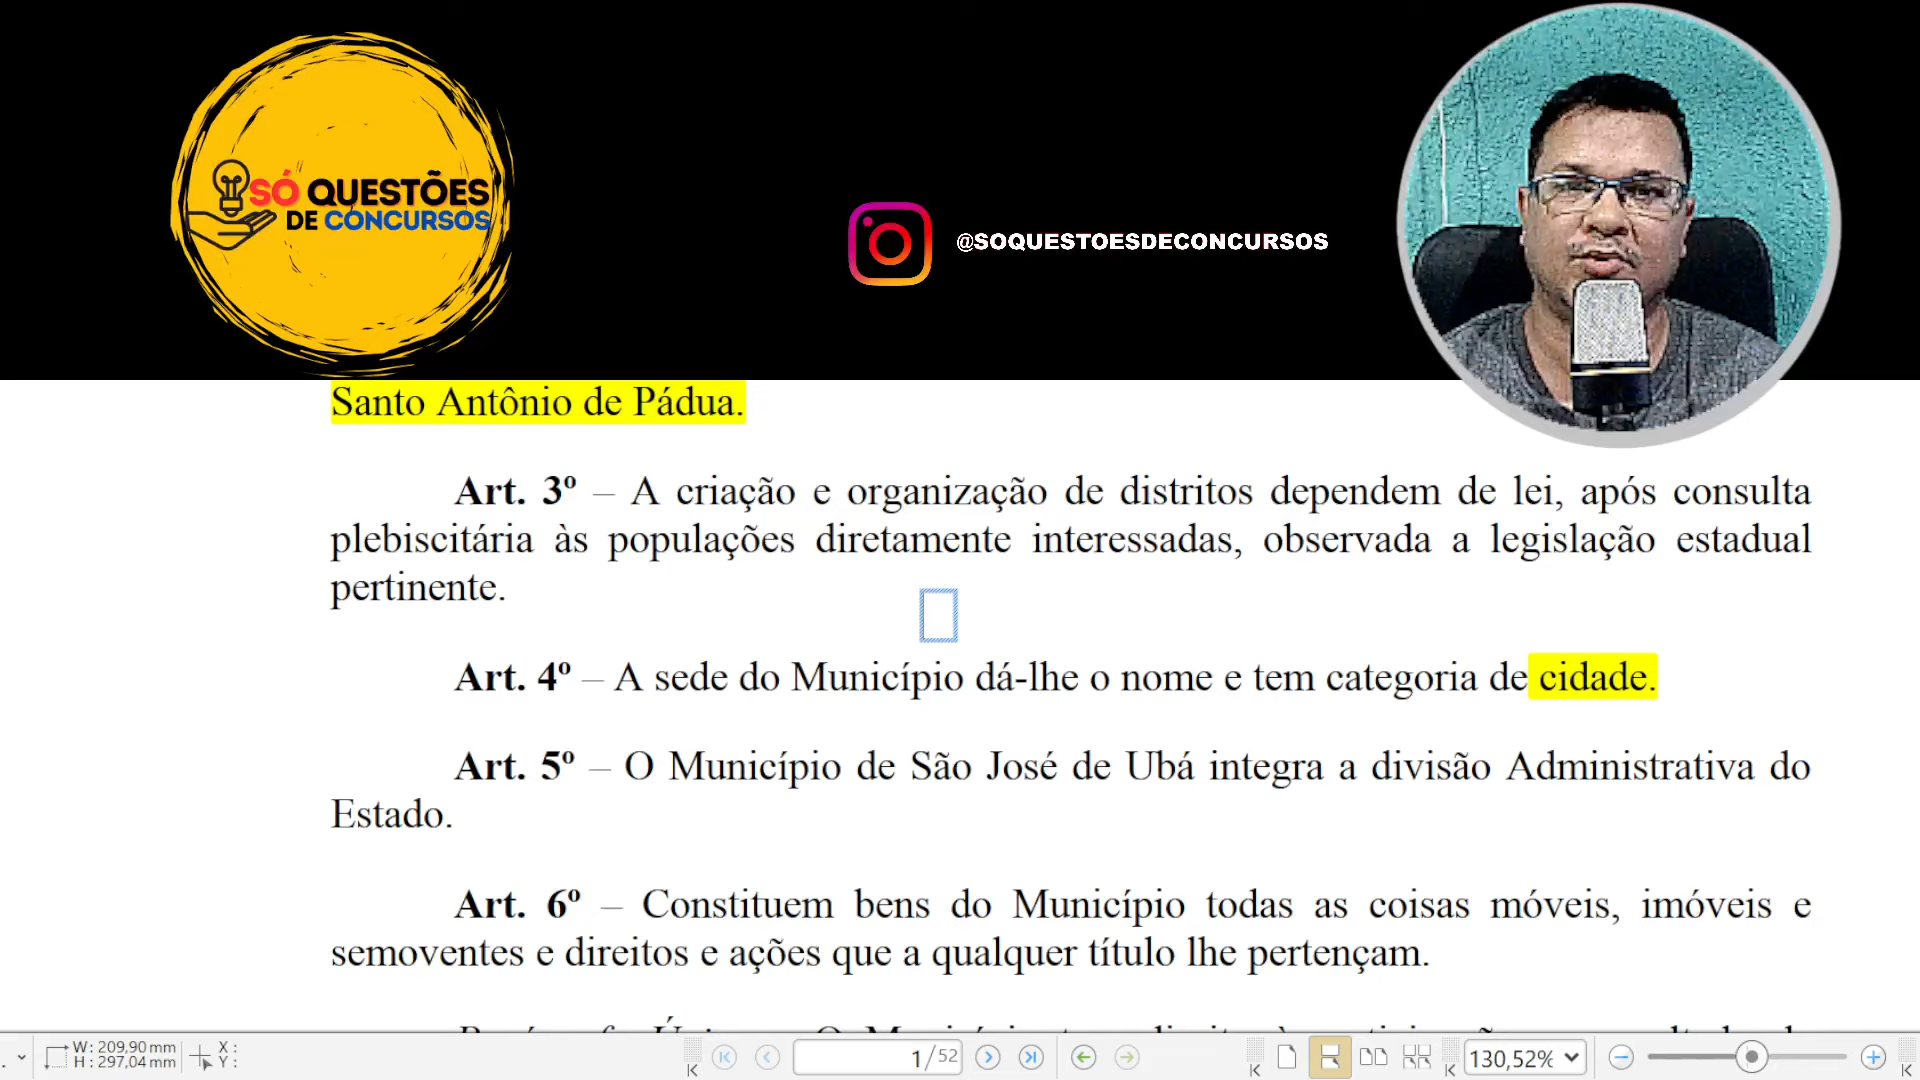 SÓ QUESTÕES
DE CONCURSOS
@SOQUESTOESDECONCURSOS
Santo Antônio de Pádua.
Art. 3º – A criação e organização de distritos dependem de lei, após consulta
plebiscitária às populações diretamente interessadas, observada a legislação estadual
pertinente.
Art. 4º – A sede do Município dá-lhe o nome e tem categoria de cidade.
Art. 5º – O Município de São José de Ubá integra a divisão Administrativa do
Estado.
Art. 6º – Constituem bens do Município todas as coisas móveis, imóveis e
semoventes e direitos e ações que a qualquer título lhe pertençam.
W: 209,90 mm
H: 297,04 mm
X :
Y :
1 / 52
130,52%